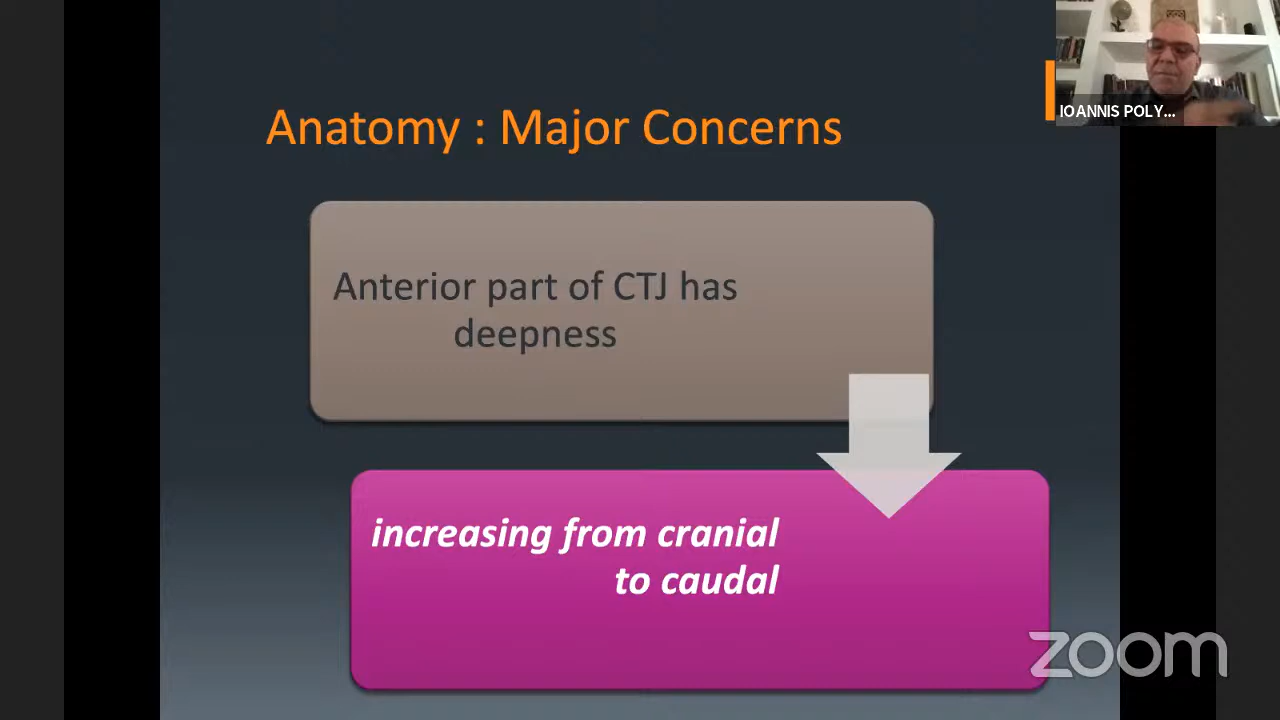 Anatomy : Major Concerns
IOANNIS POLY...
Anterior part of CTJ has
deepness
increasing from cranial
to caudal
zoom